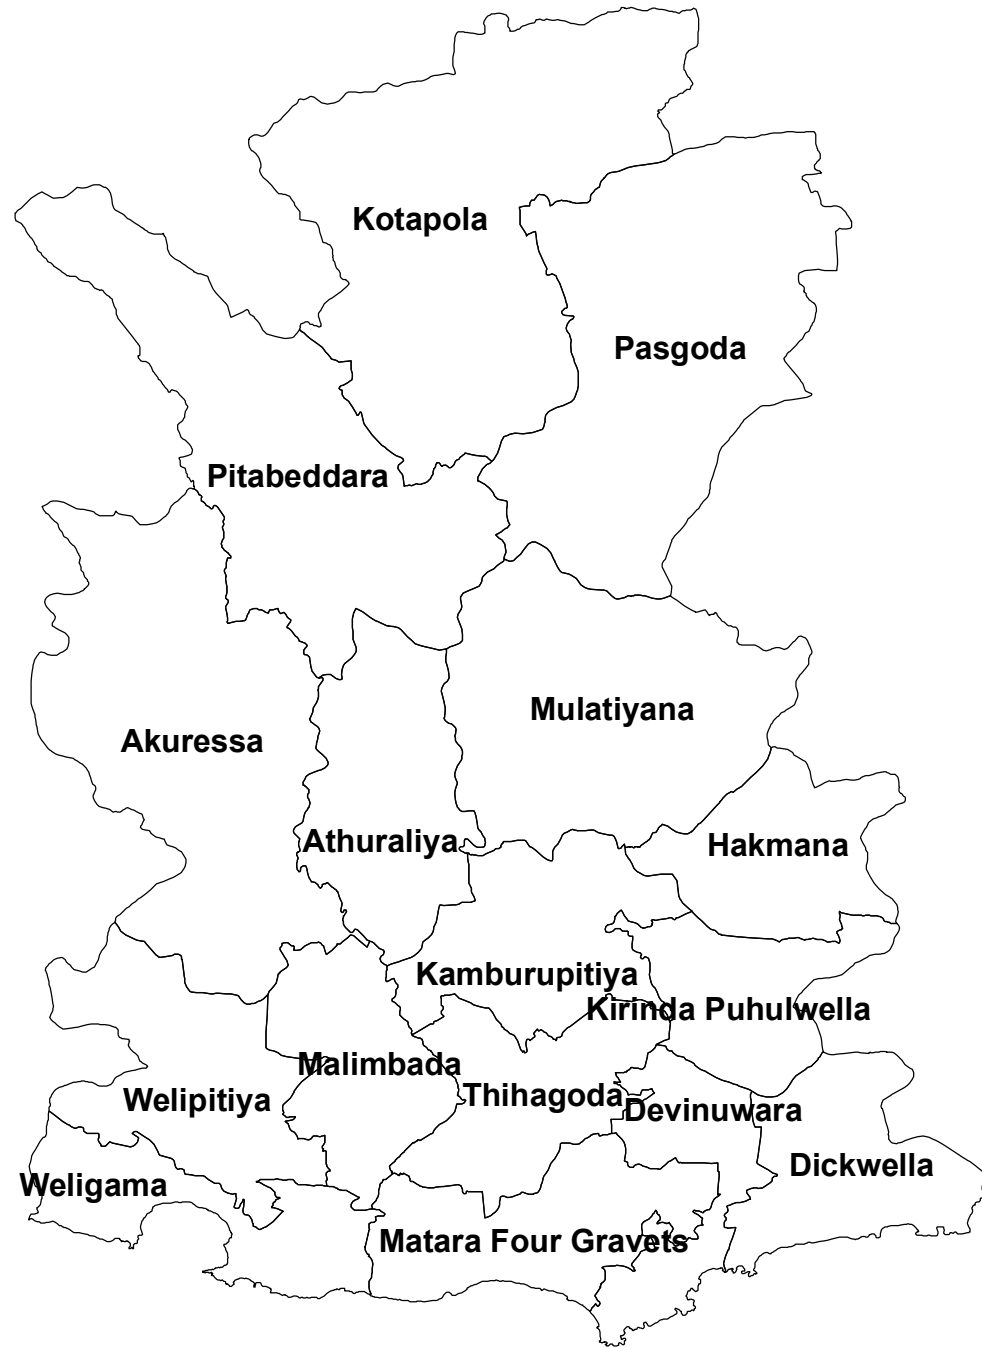 Kotapola
Pasgoda
Pitabeddara
Mulatiyana
Akuressa
Athuraliya
Hakmana
Kamburupitiya
Kirinda Puhulwella
Malimbada
Thihagoda
Welipitiya
Devinuwara
Dickwella
Weligama
Matara Four Gravets